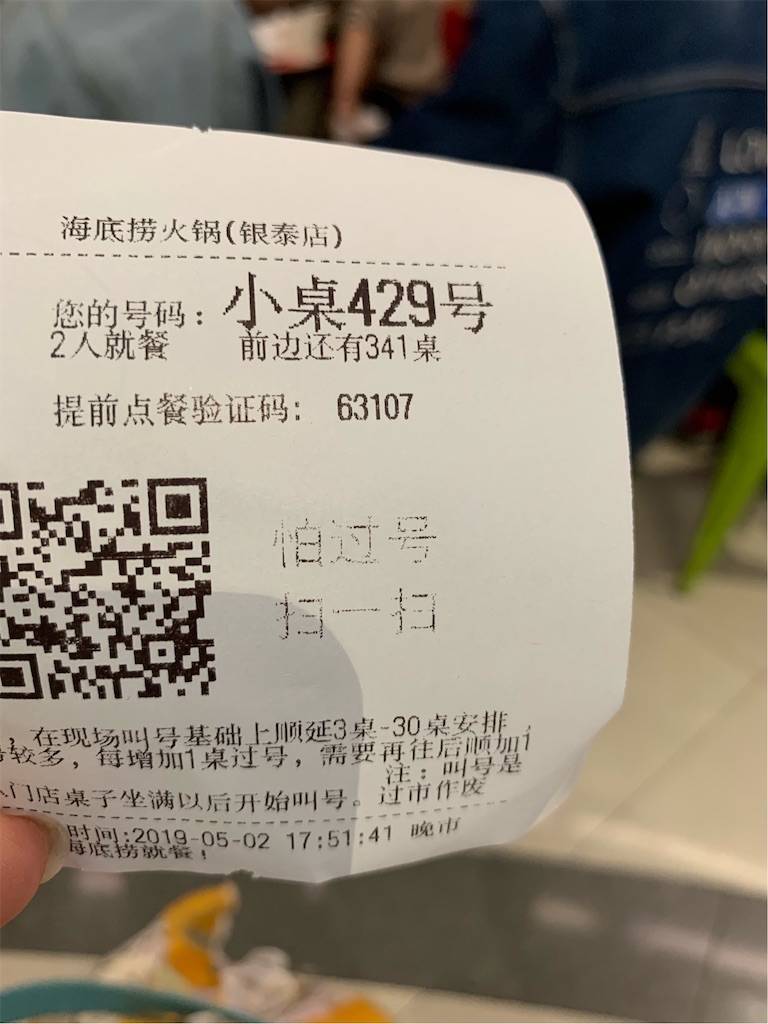 海底捞火锅(银泰店)
您的号码: 小桌429号
2人就餐 前边还有341桌
提前点餐验证码: 63107
怕过号
扫一扫
, 在现场叫号基础上顺延3桌-30桌安排,
号较多, 每增加1桌过号, 需要再往后顺加1
注: 叫号是
门店桌子坐满以后开始叫号。过市作废
时间:2019-05-02 17:51:41 晚市
海底捞就餐!